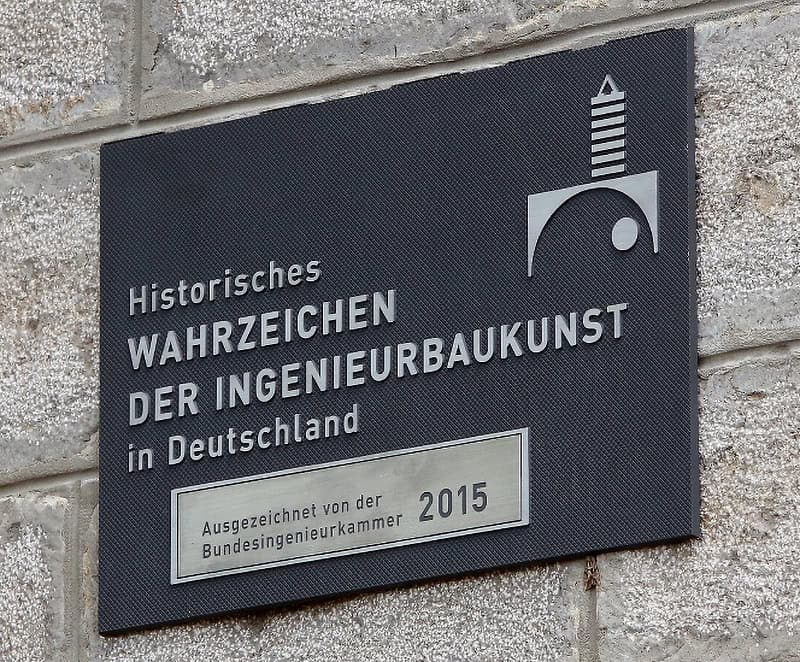 Historisches
WAHRZEICHEN
DER INGENIEURBAUKUNST
in Deutschland
Ausgezeichnet von der
Bundesingenieurkammer 2015